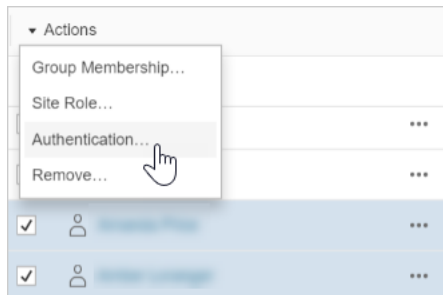 Actions
Group Membership...
Site Role...
Authentication...
Remove...